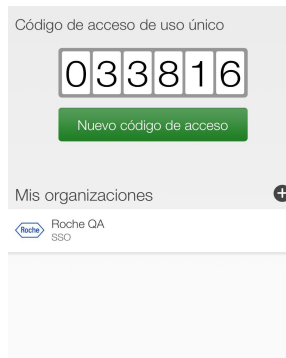 Código de acceso de uso único
033816
Nuevo código de acceso
Mis organizaciones
Roche
Roche QA
SSO